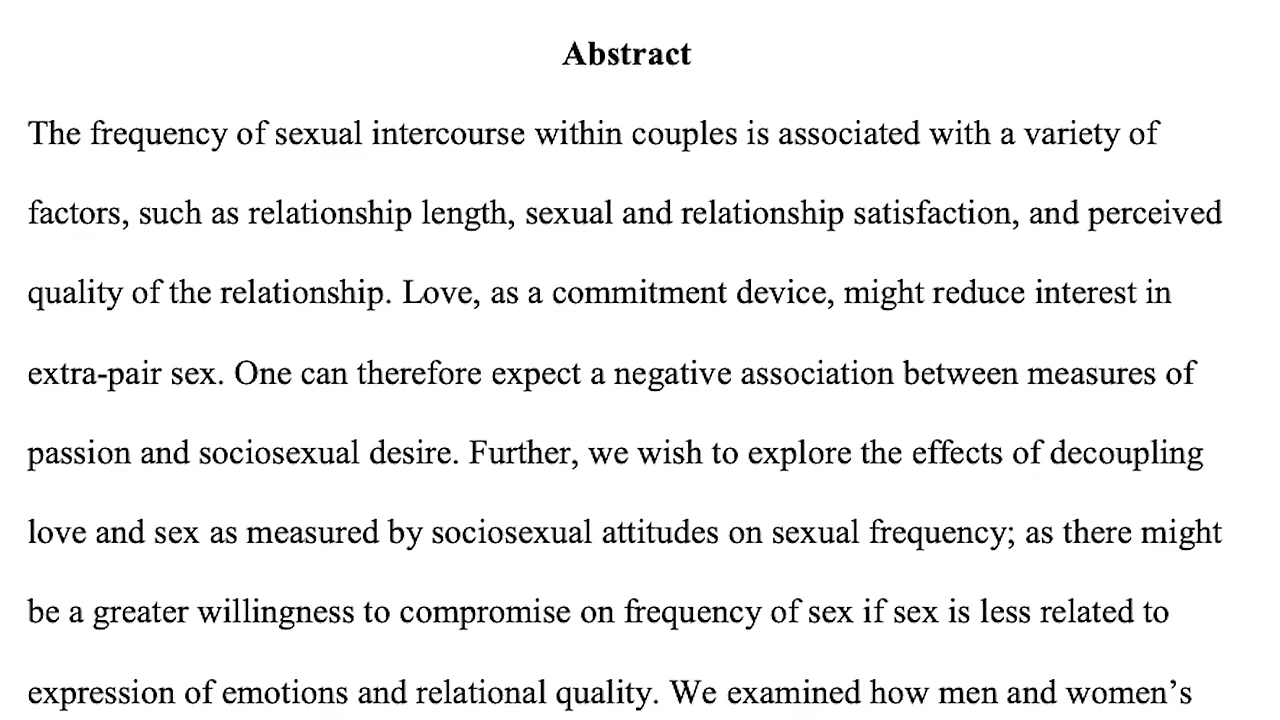 Abstract
The frequency of sexual intercourse within couples is associated with a variety of
factors, such as relationship length, sexual and relationship satisfaction, and perceived
quality of the relationship. Love, as a commitment device, might reduce interest in
extra-pair sex. One can therefore expect a negative association between measures of
passion and sociosexual desire. Further, we wish to explore the effects of decoupling
love and sex as measured by sociosexual attitudes on sexual frequency; as there might
be a greater willingness to compromise on frequency of sex if sex is less related to
expression of emotions and relational quality. We examined how men and women’s